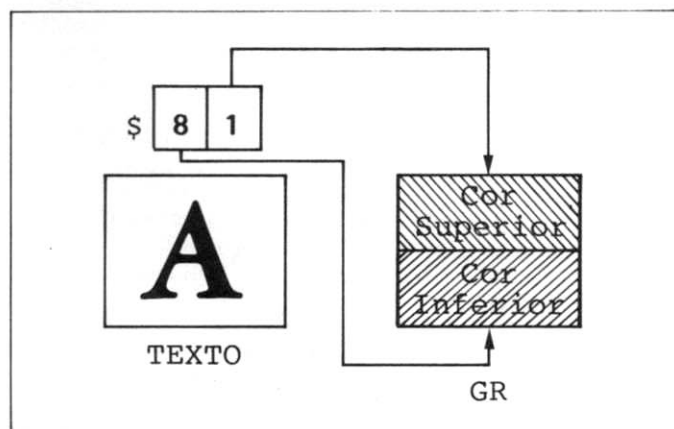 $ 8 1
A
TEXTO
Cor
Superior
Cor
Inferior
GR